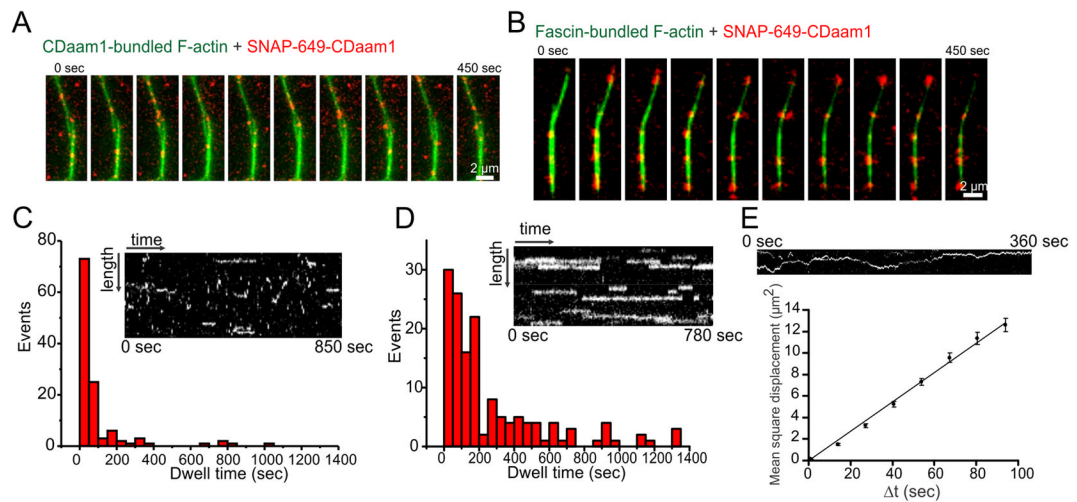 A
CDaam1-bundled F-actin + SNAP-649-CDaam1
0 sec
450 sec
2 µm
B
Fascin-bundled F-actin + SNAP-649-CDaam1
0 sec
450 sec
2 µm
C
80
60
40
20
0
Events
time
length
0 sec
850 sec
0 200 400 600 800 1000 1200 1400
Dwell time (sec)
D
40
30
20
10
0
Events
time
length
0 sec
780 sec
0 200 400 600 800 1000 1200 1400
Dwell time (sec)
E
0 sec
360 sec
Mean square displacement (µm²)
14
12
10
8
6
4
2
0
0 20 40 60 80 100
Δt (sec)